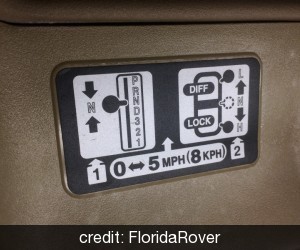 P
R
N
D
3
2
1
N
DIFF
LOCK
L
N
H
1 0 ↔ 5 MPH (8 KPH) 2
credit: FloridaRover